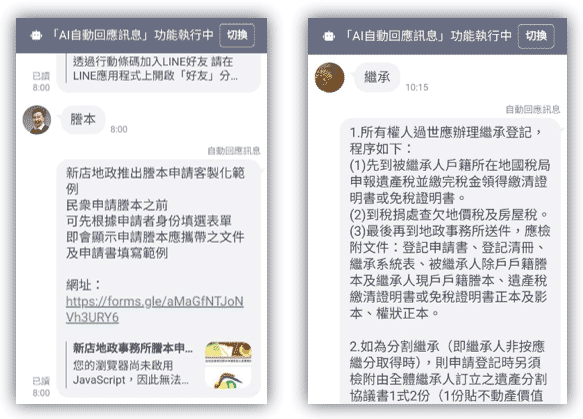 「AI自動回應訊息」功能執行中 切換
透過行動條碼加入LINE好友 請在
LINE應用程式上開啟「好友」分...
已讀
8:00
謄本
8:00
自動回應訊息
新店地政推出謄本申請客製化範
例
民眾申請謄本之前
可先根據申請者身份填選表單
即會顯示申請謄本應攜帶之文件
及申請書填寫範例
網址：
https://forms.gle/aMaGfNTJoN
Vh3URY6
新店地政事務所謄本申...
您的瀏覽器尚未啟用
JavaScript，因此無法...
已讀
8:00
「AI自動回應訊息」功能執行中 切換
繼承
10:15
自動回應訊息
1.所有權人過世應辦理繼承登記，
程序如下：
(1)先到被繼承人戶籍所在地國稅局
申報遺產稅並繳完稅金領得繳清證
明書或免稅證明書。
(2)到稅捐處查欠地價稅及房屋稅。
(3)最後再到地政事務所送件，應檢
附文件：登記申請書、登記清冊、
繼承系統表、被繼承人除戶戶籍謄
本及繼承人現戶戶籍謄本、遺產稅
繳清證明書或免稅證明書正本及影
本、權狀正本。
2.如為分割繼承（即繼承人非按應
繼分取得時），則申請登記時另須
檢附由全體繼承人訂立之遺產分割
協議書1式2份（1份貼不動產價值